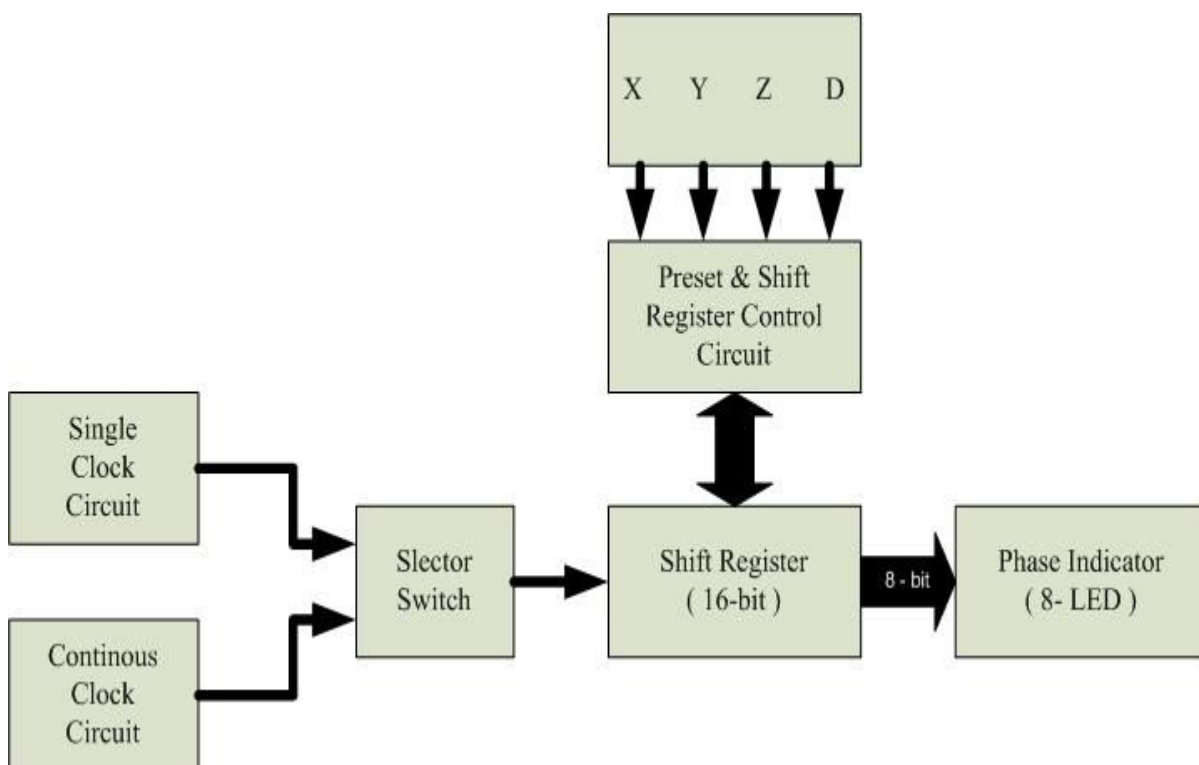 X Y Z D
Preset & Shift
Register Control
Circuit
Single
Clock
Circuit
Slector
Switch
Shift Register
( 16-bit )
8 - bit
Phase Indicator
( 8- LED )
Continous
Clock
Circuit